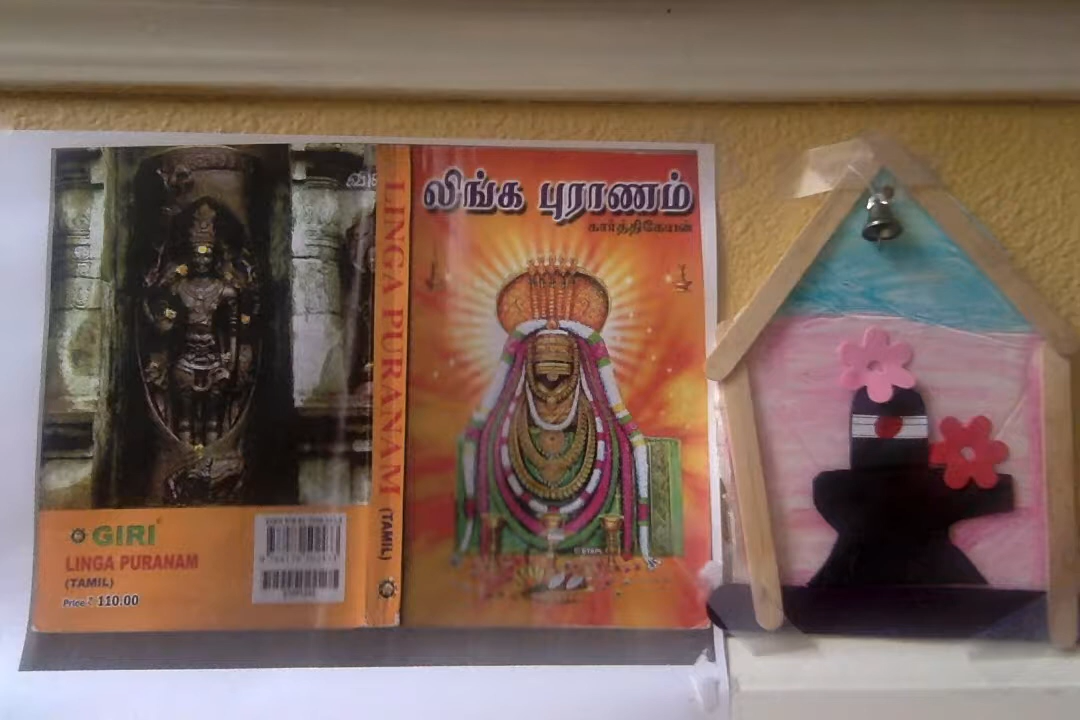 GIRI
LINGA PURANAM
(TAMIL)
Price ₹ 110.00
LINGA PURANAM (TAMIL)
லிங்க புராணம்
கார்த்திகேயன்